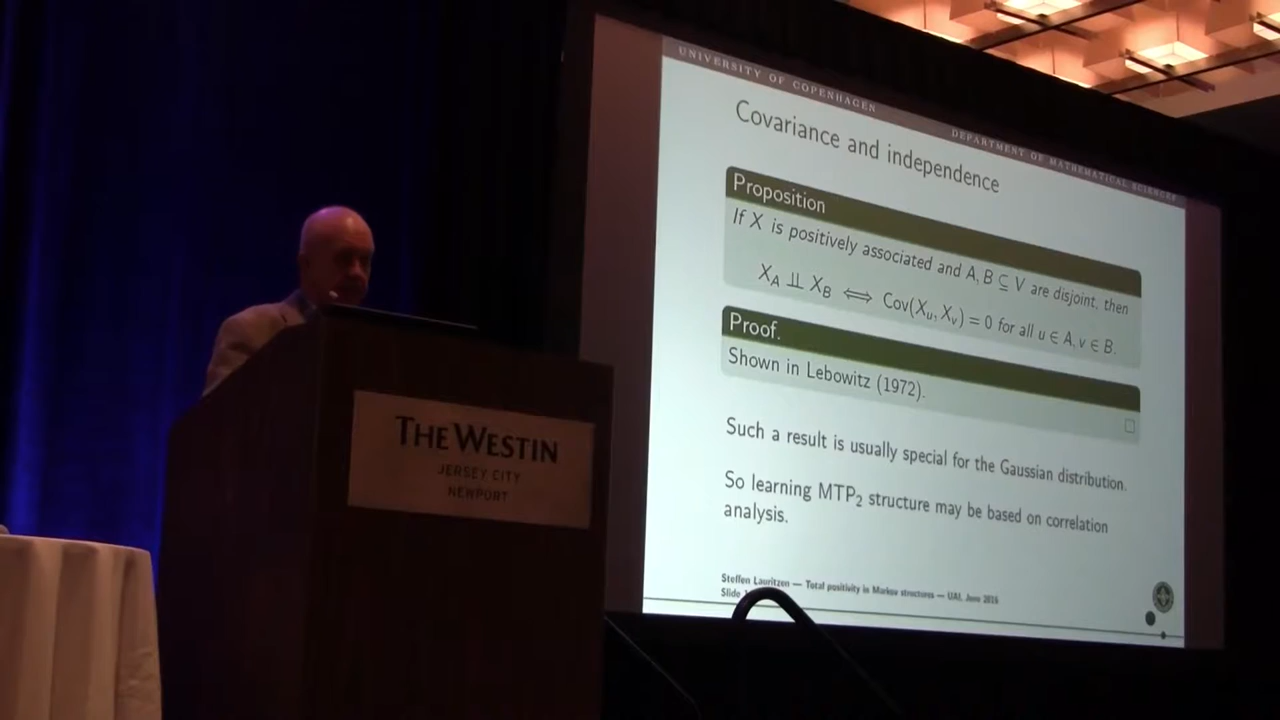 UNIVERSITY OF COPENHAGEN
DEPARTMENT OF MATHEMATICAL SCIENCES
Covariance and independence
Proposition
If X is positively associated and A, B ⊆ V are disjoint, then
X_A ⫫ X_B ⟺ Cov(X_u, X_v) = 0 for all u ∈ A, v ∈ B.
Proof.
Shown in Lebowitz (1972).
Such a result is usually special for the Gaussian distribution.
So learning MTP₂ structure may be based on correlation
analysis.
Steffen Lauritzen — Total positivity in Markov structures — UAI, June 2016
Slide
THE WESTIN
JERSEY CITY
NEWPORT